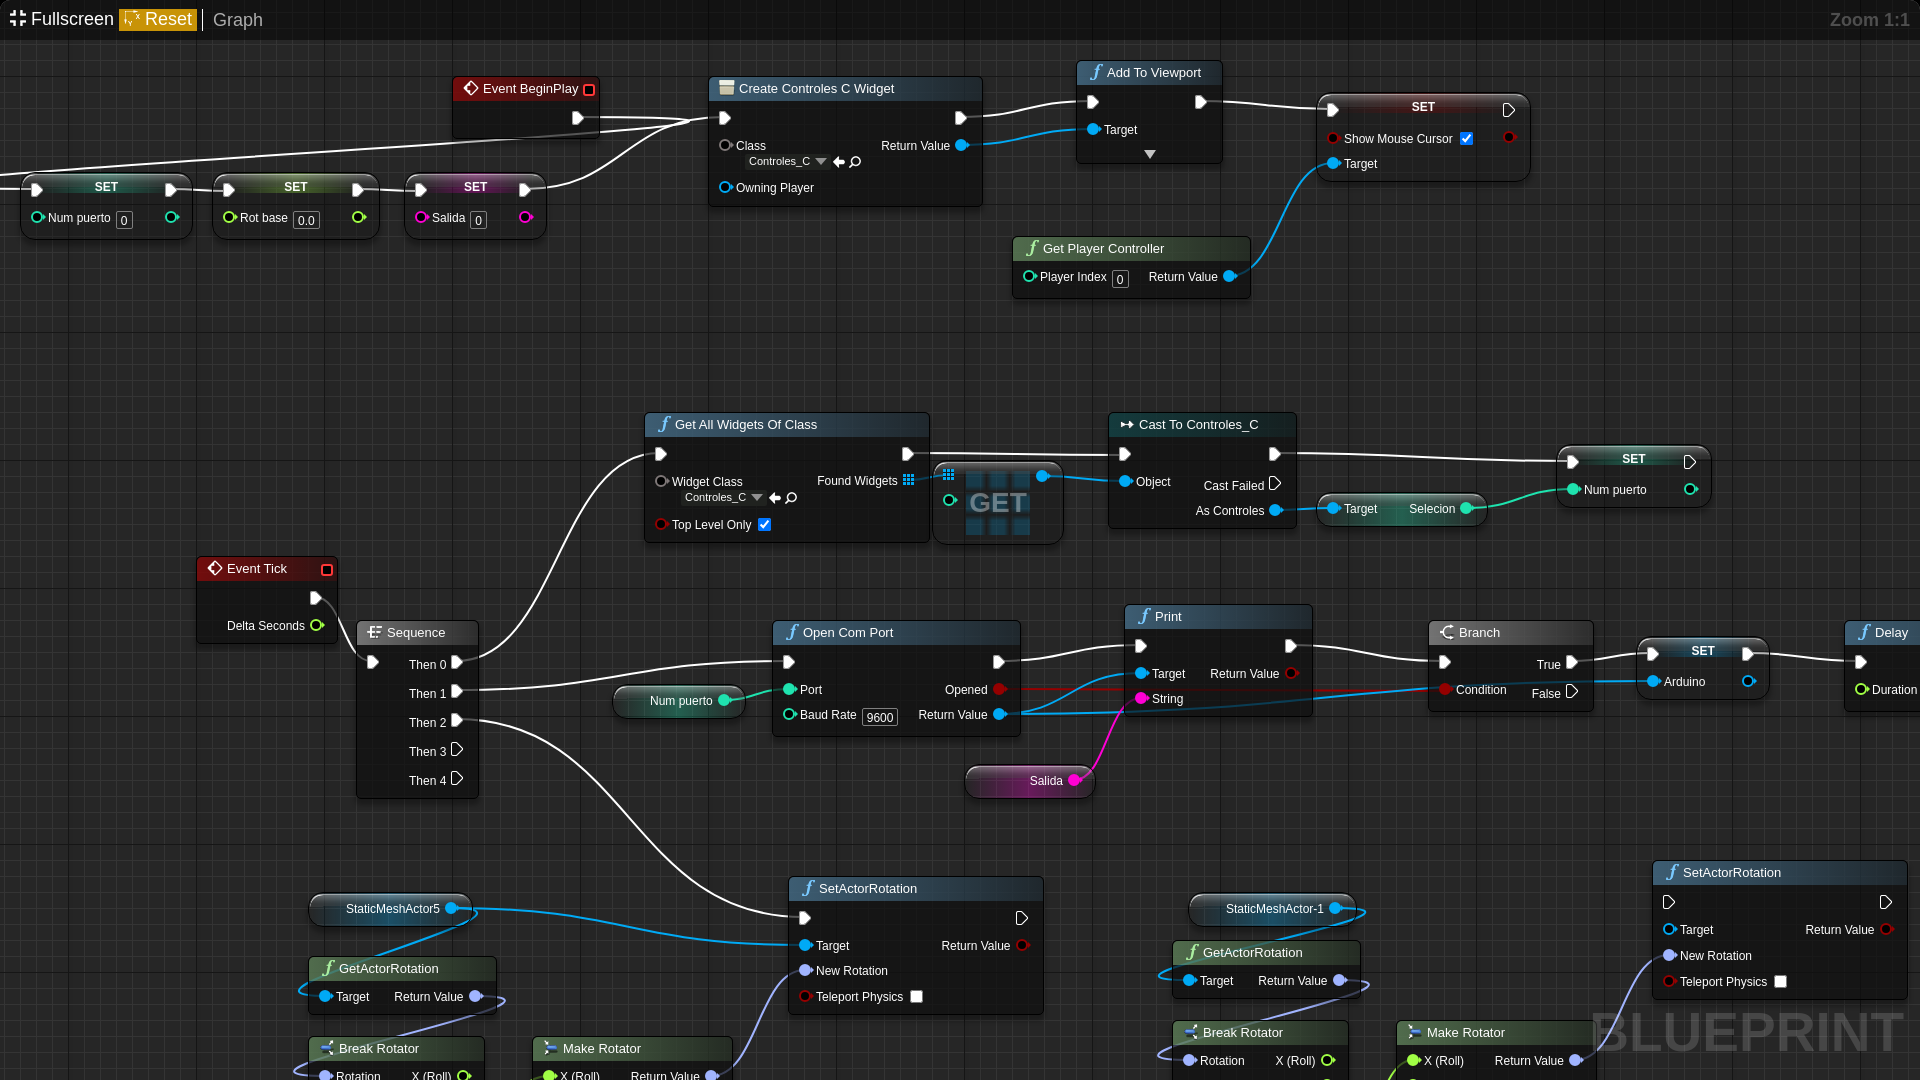 Fullscreen Reset Graph Zoom 1:1
Event BeginPlay
Create Controles C Widget
Class
Controles_C
Return Value
Owning Player
Add To Viewport
Target
SET
Show Mouse Cursor
Target
SET
Num puerto 0
SET
Rot base 0.0
SET
Salida 0
Get Player Controller
Player Index 0 Return Value
Get All Widgets Of Class
Widget Class Found Widgets
Controles_C
Top Level Only
GET
Cast To Controles_C
Object
Cast Failed
As Controles
Target Selecion
SET
Num puerto
Event Tick
Delta Seconds
Sequence
Then 0
Then 1
Then 2
Then 3
Then 4
Num puerto
Open Com Port
Port Opened
Baud Rate 9600 Return Value
Print
Target Return Value
String
Salida
Branch
True
Condition False
SET
Arduino
Delay
Duration
StaticMeshActor5
GetActorRotation
Target Return Value
Break Rotator
Rotation X (Roll)
Make Rotator
X (Roll) Return Value
SetActorRotation
Target Return Value
New Rotation
Teleport Physics
StaticMeshActor-1
GetActorRotation
Target Return Value
Break Rotator
Rotation X (Roll)
Make Rotator
X (Roll) Return Value
SetActorRotation
Target Return Value
New Rotation
Teleport Physics
BLUEPRINT